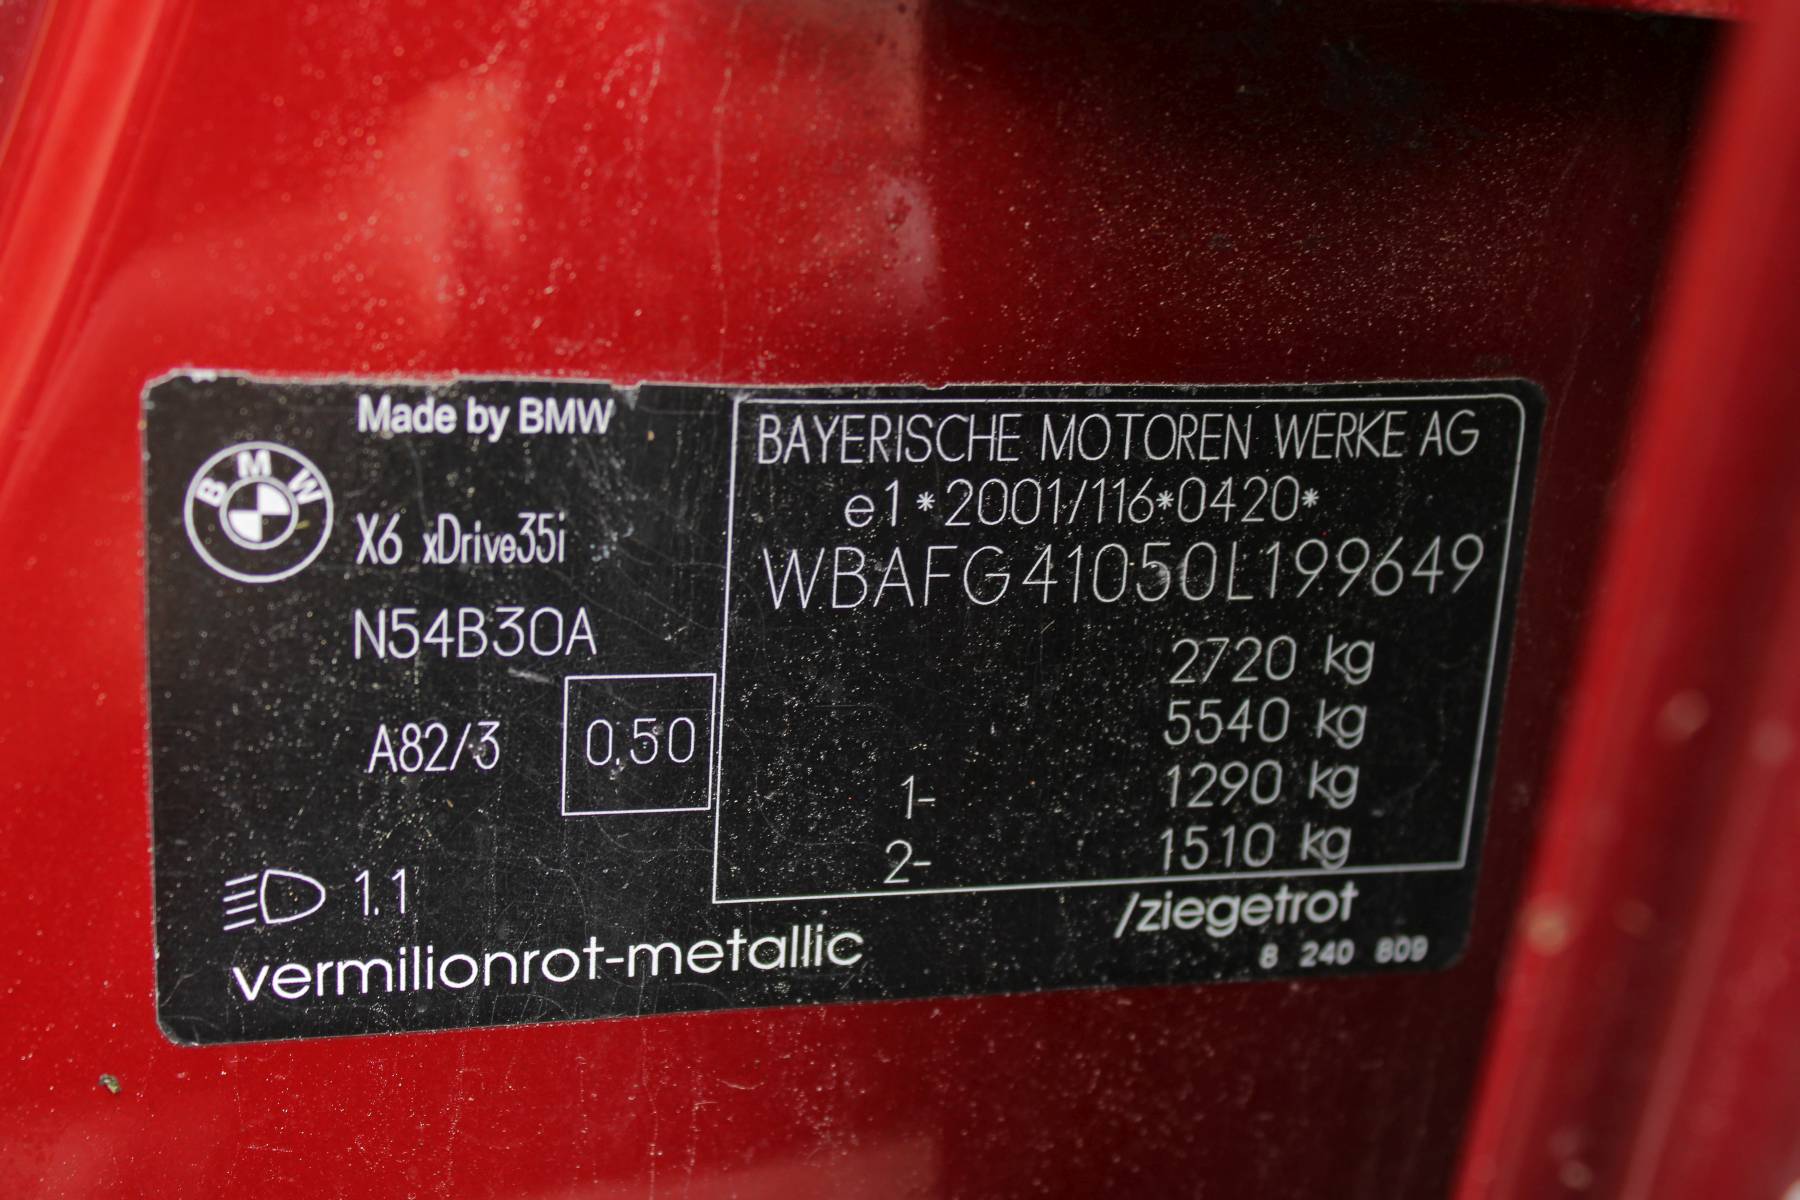 Made by BMW
BMW
X6 xDrive35i
N54B30A
A82/3
0.50
1.1
vermilionrot-metallic
BAYERISCHE MOTOREN WERKE AG
e1*2001/116*0420*
WBAFG41050L199649
2720 kg
5540 kg
1- 1290 kg
2- 1510 kg
/ziegetrot
8 240 809